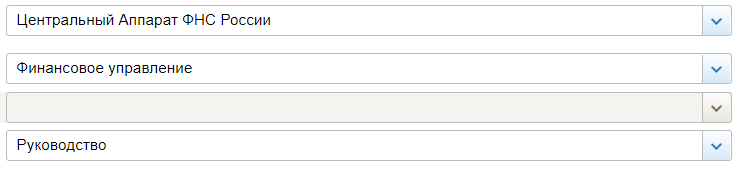 Центральный Аппарат ФНС России
Финансовое управление
Руководство